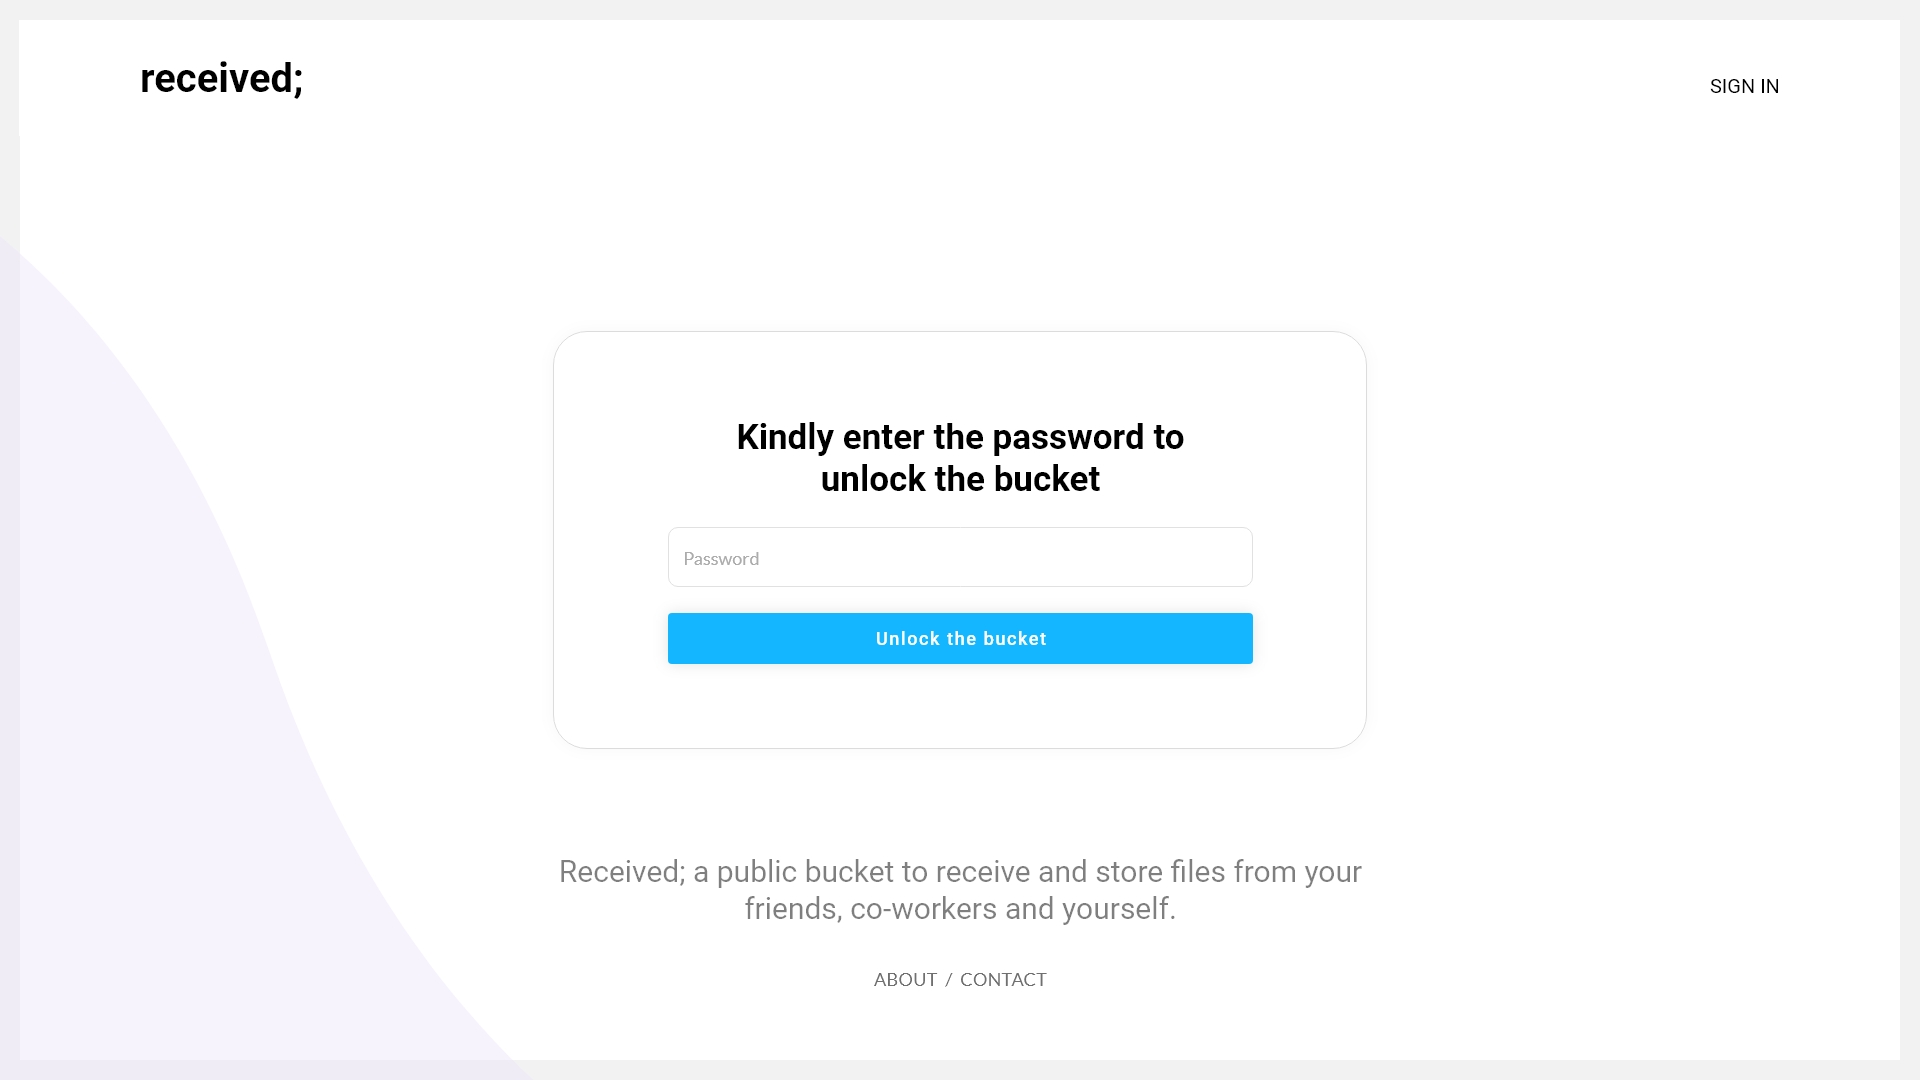 received;
SIGN IN
Kindly enter the password to
unlock the bucket
Password
Unlock the bucket
Received; a public bucket to receive and store files from your
friends, co-workers and yourself.
ABOUT / CONTACT